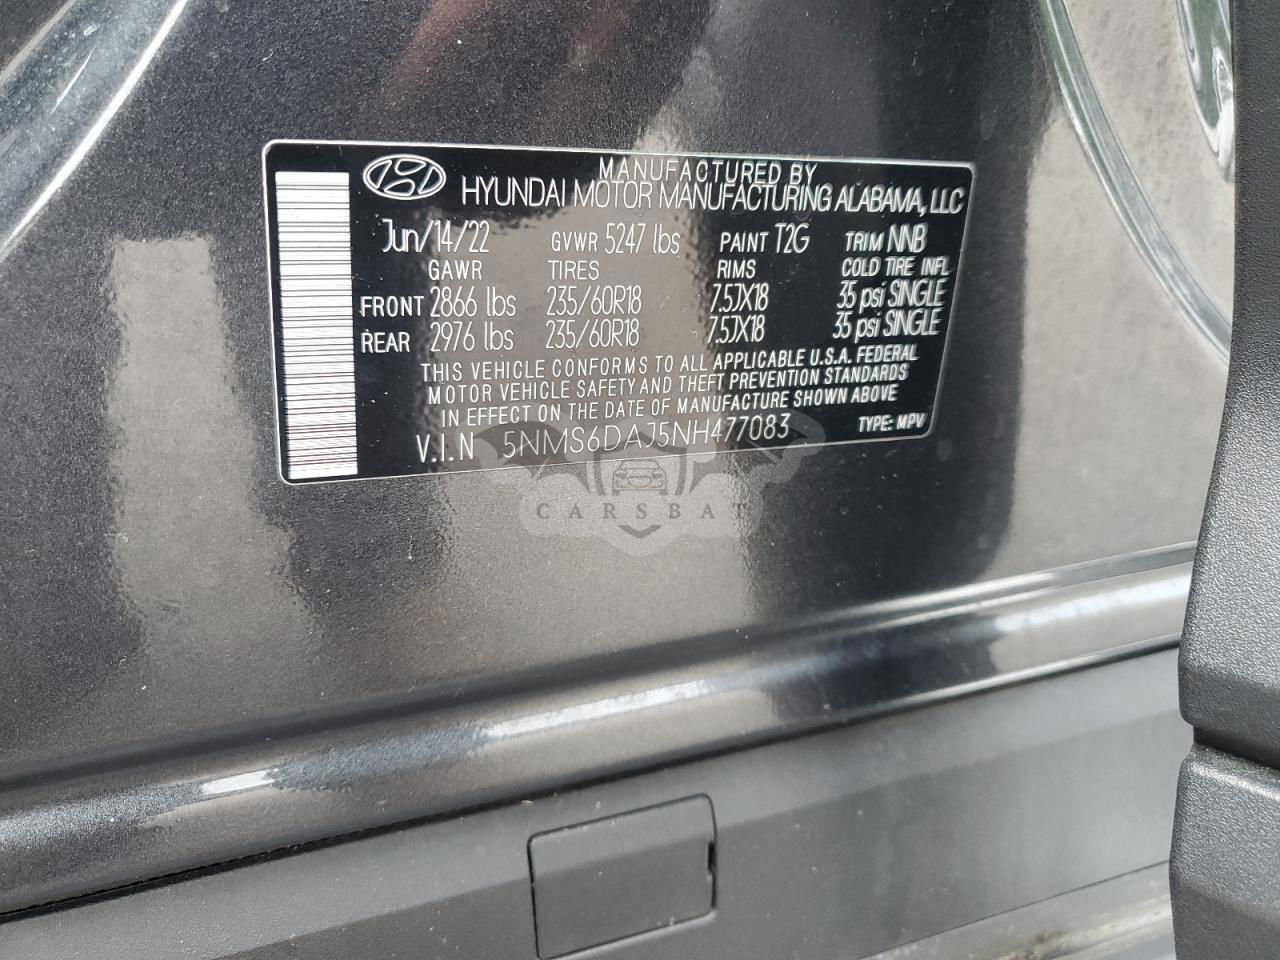 MANUFACTURED BY
HYUNDAI MOTOR MANUFACTURING ALABAMA, LLC
Jun/14/22 GVWR 5247 lbs PAINT T2G TRIM NNB
GAWR TIRES RIMS COLD TIRE INFL
FRONT 2866 lbs 235/60R18 7.5JX18 35 psi SINGLE
REAR 2976 lbs 235/60R18 7.5JX18 35 psi SINGLE
THIS VEHICLE CONFORMS TO ALL APPLICABLE U.S.A. FEDERAL
MOTOR VEHICLE SAFETY AND THEFT PREVENTION STANDARDS
IN EFFECT ON THE DATE OF MANUFACTURE SHOWN ABOVE
V.I.N 5NMS6DAJ5NH477083 TYPE: MPV
CARSBAT